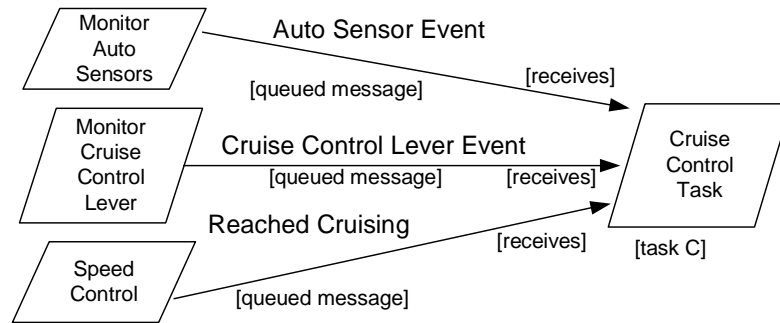 Monitor
Auto
Sensors
Auto Sensor Event
[receives]
[queued message]
Monitor
Cruise
Control
Lever
Cruise Control Lever Event
[queued message]
[receives]
Cruise
Control
Task
[task C]
Reached Cruising
[receives]
Speed
Control
[queued message]